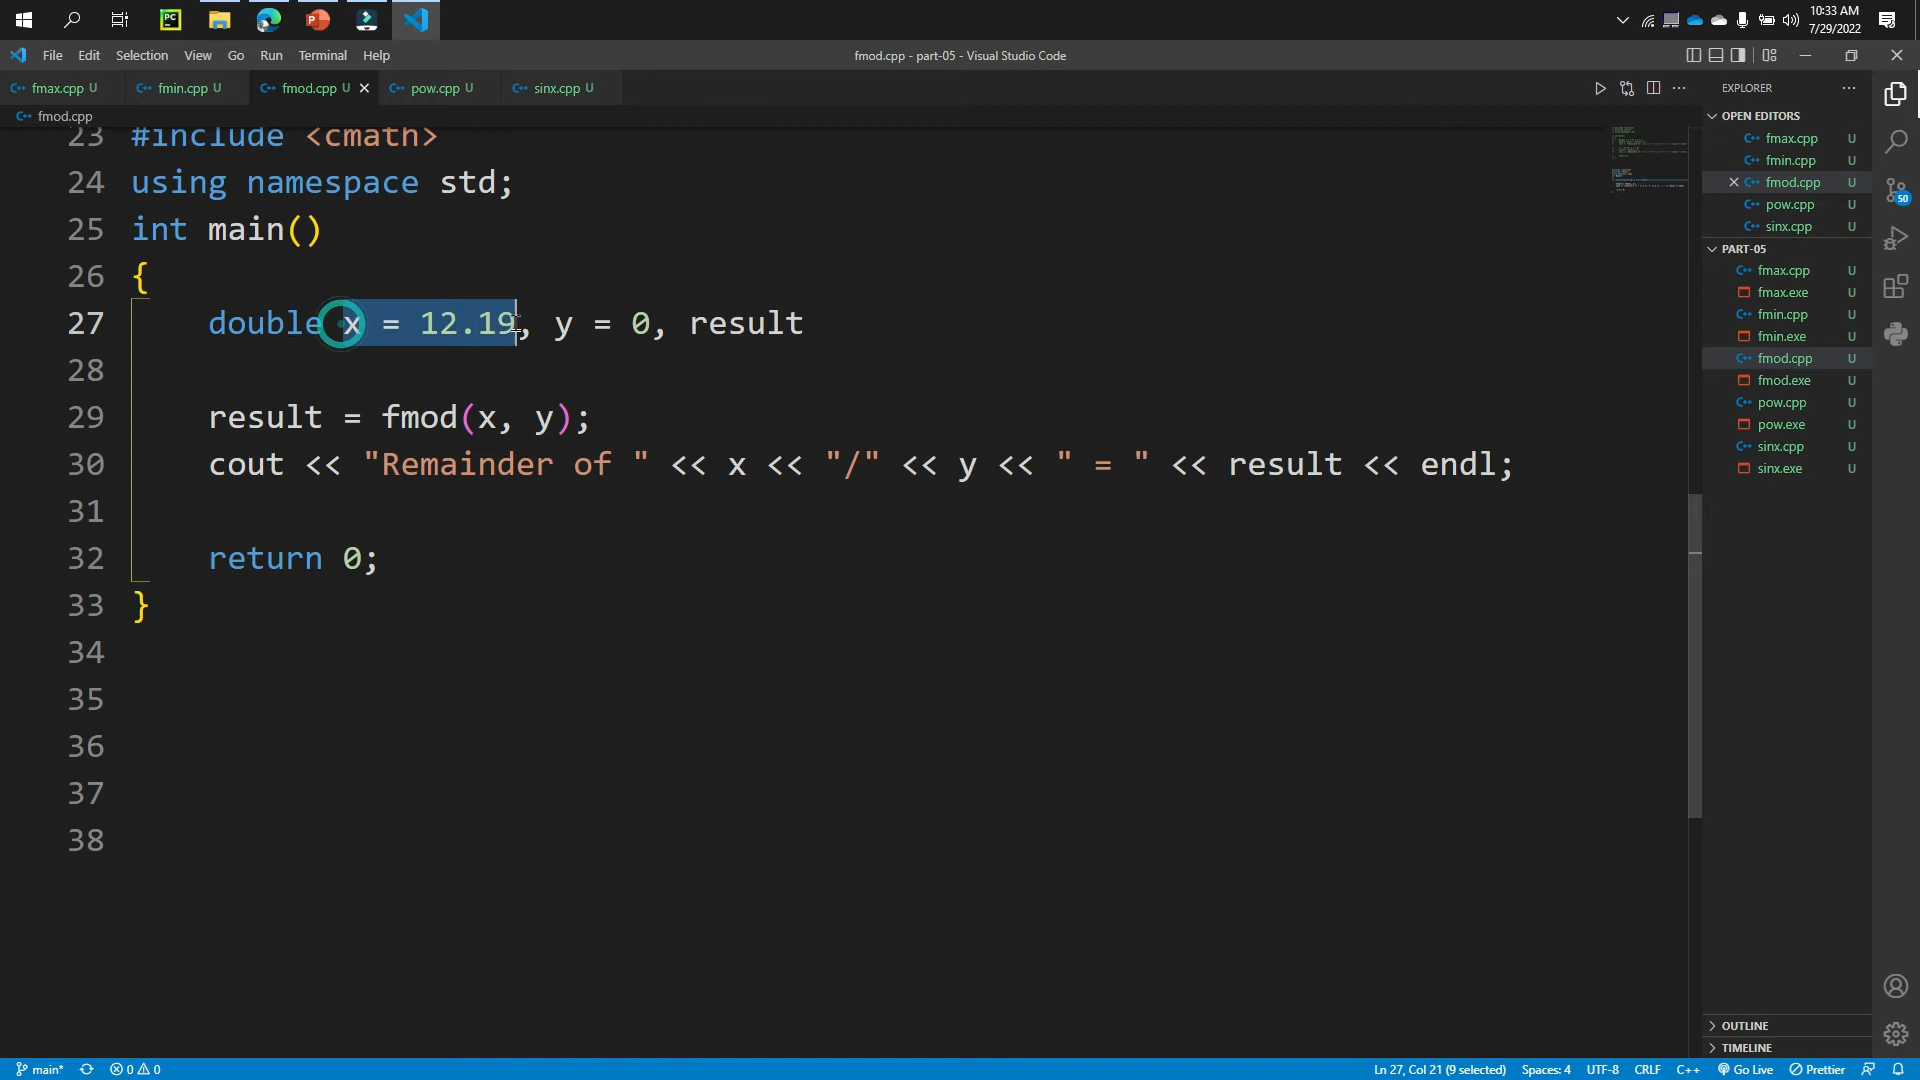 10:33 AM
7/29/2022
File Edit Selection View Go Run Terminal Help
fmod.cpp - part-05 - Visual Studio Code
fmax.cpp U
fmin.cpp U
fmod.cpp U
pow.cpp U
sinx.cpp U
fmod.cpp
23 #include <cmath>
24 using namespace std;
25 int main()
26 {
27 double x = 12.19, y = 0, result
28
29 result = fmod(x, y);
30 cout << "Remainder of " << x << "/" << y << " = " << result << endl;
31
32 return 0;
33 }
34
35
36
37
38
EXPLORER
OPEN EDITORS
fmax.cpp U
fmin.cpp U
fmod.cpp U
pow.cpp U
sinx.cpp U
PART-05
fmax.cpp U
fmax.exe U
fmin.cpp U
fmin.exe U
fmod.cpp U
fmod.exe U
pow.cpp U
pow.exe U
sinx.cpp U
sinx.exe U
OUTLINE
TIMELINE
50
main* 0 0
Ln 27, Col 21 (9 selected) Spaces: 4 UTF-8 CRLF C++ Go Live Prettier